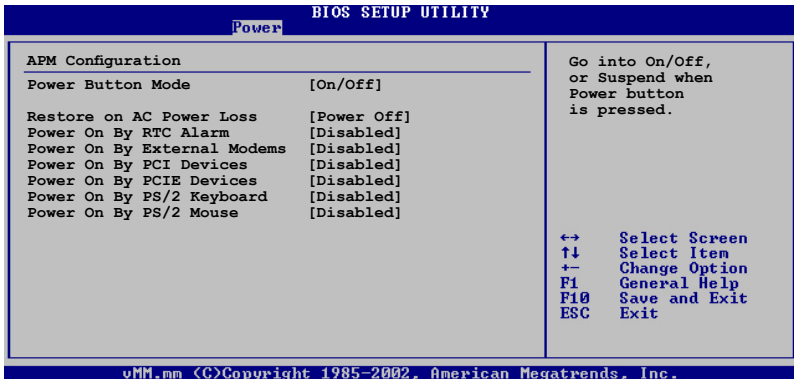 BIOS SETUP UTILITY
Power
APM Configuration
Power Button Mode [On/Off]
Restore on AC Power Loss [Power Off]
Power On By RTC Alarm [Disabled]
Power On By External Modems [Disabled]
Power On By PCI Devices [Disabled]
Power On By PCIE Devices [Disabled]
Power On By PS/2 Keyboard [Disabled]
Power On By PS/2 Mouse [Disabled]
Go into On/Off,
or Suspend when
Power button
is pressed.
←→ Select Screen
↑↓ Select Item
+- Change Option
F1 General Help
F10 Save and Exit
ESC Exit
vMM.mm (C)Copyright 1985-2002, American Megatrends, Inc.